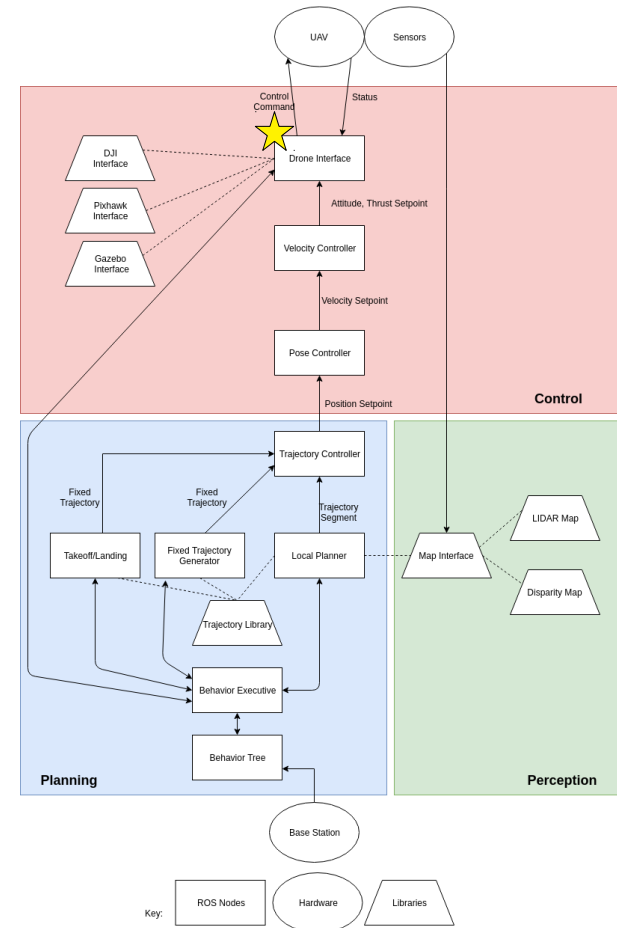 UAV
Sensors
Control
Command
Status
DJI
Interface
Drone Interface
Pixhawk
Interface
Attitude, Thrust Setpoint
Gazebo
Interface
Velocity Controller
Velocity Setpoint
Pose Controller
Control
Position Setpoint
Trajectory Controller
Fixed
Trajectory
Fixed
Trajectory
Trajectory
Segment
LIDAR Map
Takeoff/Landing
Fixed Trajectory
Generator
Local Planner
Map Interface
Disparity Map
Trajectory Library
Behavior Executive
Behavior Tree
Planning
Perception
Base Station
Key:
ROS Nodes
Hardware
Libraries